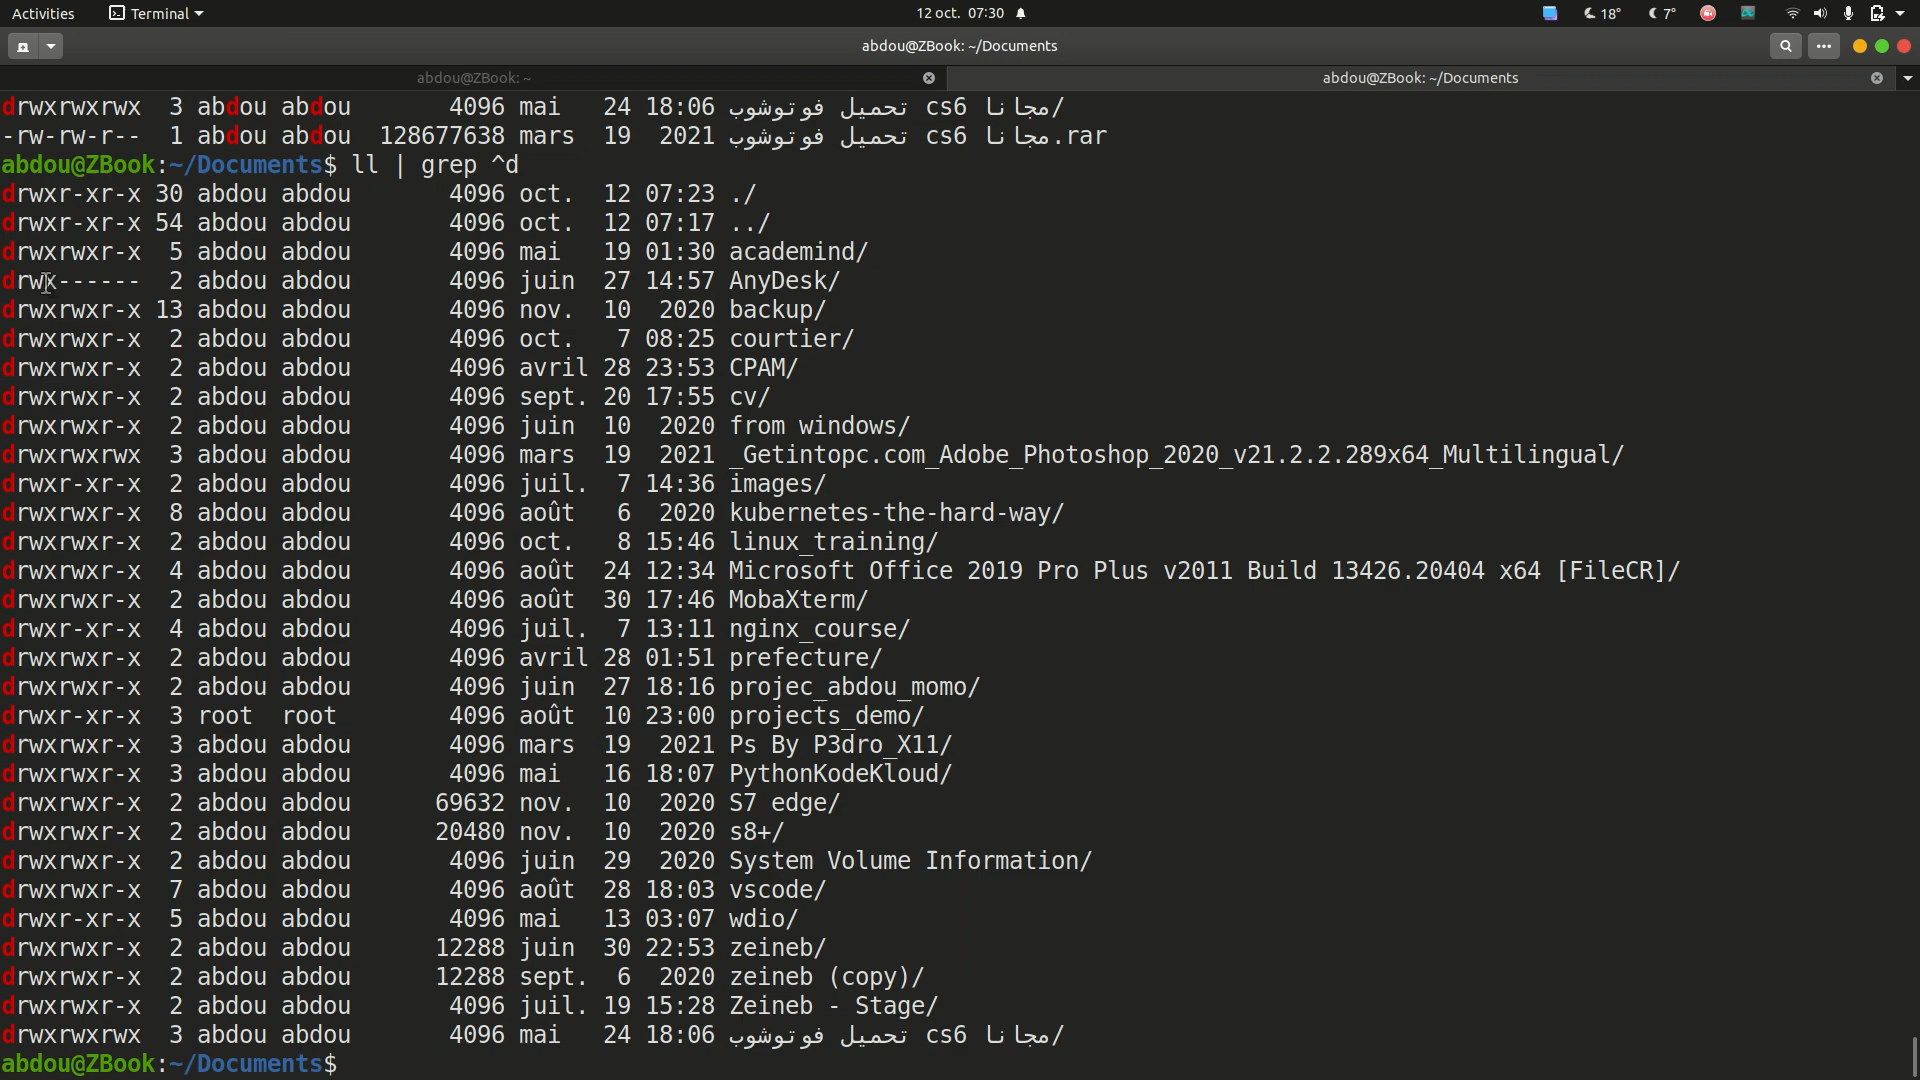 Activities Terminal 12 oct. 07:30 18° 7°
abdou@ZBook: ~/Documents
abdou@ZBook: ~ abdou@ZBook: ~/Documents
drwxrwxrwx  3 abdou abdou      4096 mai   24 18:06 تحميل فوتوشوب cs6 مجانا/
-rw-rw-r--  1 abdou abdou 128677638 mars  19  2021 تحميل فوتوشوب cs6 مجانا.rar
abdou@ZBook:~/Documents$ ll | grep ^d
drwxr-xr-x 30 abdou abdou      4096 oct.  12 07:23 ./
drwxr-xr-x 54 abdou abdou      4096 oct.  12 07:17 ../
drwxrwxr-x  5 abdou abdou      4096 mai   19 01:30 academind/
drwx------  2 abdou abdou      4096 juin  27 14:57 AnyDesk/
drwxrwxr-x 13 abdou abdou      4096 nov.  10  2020 backup/
drwxrwxr-x  2 abdou abdou      4096 oct.   7 08:25 courtier/
drwxrwxr-x  2 abdou abdou      4096 avril 28 23:53 CPAM/
drwxrwxr-x  2 abdou abdou      4096 sept. 20 17:55 cv/
drwxrwxr-x  2 abdou abdou      4096 juin  10  2020 from windows/
drwxrwxrwx  3 abdou abdou      4096 mars  19  2021 _Getintopc.com_Adobe_Photoshop_2020_v21.2.2.289x64_Multilingual/
drwxr-xr-x  2 abdou abdou      4096 juil.  7 14:36 images/
drwxrwxr-x  8 abdou abdou      4096 août   6  2020 kubernetes-the-hard-way/
drwxrwxr-x  2 abdou abdou      4096 oct.   8 15:46 linux_training/
drwxrwxr-x  4 abdou abdou      4096 août  24 12:34 Microsoft Office 2019 Pro Plus v2011 Build 13426.20404 x64 [FileCR]/
drwxrwxr-x  2 abdou abdou      4096 août  30 17:46 MobaXterm/
drwxr-xr-x  4 abdou abdou      4096 juil.  7 13:11 nginx_course/
drwxrwxr-x  2 abdou abdou      4096 avril 28 01:51 prefecture/
drwxrwxr-x  2 abdou abdou      4096 juin  27 18:16 projec_abdou_momo/
drwxr-xr-x  3 root  root       4096 août  10 23:00 projects_demo/
drwxrwxr-x  3 abdou abdou      4096 mars  19  2021 Ps By P3dro_X11/
drwxrwxr-x  3 abdou abdou      4096 mai   16 18:07 PythonKodeKloud/
drwxrwxr-x  2 abdou abdou     69632 nov.  10  2020 S7 edge/
drwxrwxr-x  2 abdou abdou     20480 nov.  10  2020 s8+/
drwxrwxr-x  2 abdou abdou      4096 juin  29  2020 System Volume Information/
drwxrwxr-x  7 abdou abdou      4096 août  28 18:03 vscode/
drwxr-xr-x  5 abdou abdou      4096 mai   13 03:07 wdio/
drwxrwxr-x  2 abdou abdou     12288 juin  30 22:53 zeineb/
drwxrwxr-x  2 abdou abdou     12288 sept.  6  2020 zeineb (copy)/
drwxrwxr-x  2 abdou abdou      4096 juil. 19 15:28 Zeineb - Stage/
drwxrwxrwx  3 abdou abdou      4096 mai   24 18:06 تحميل فوتوشوب cs6 مجانا/
abdou@ZBook:~/Documents$